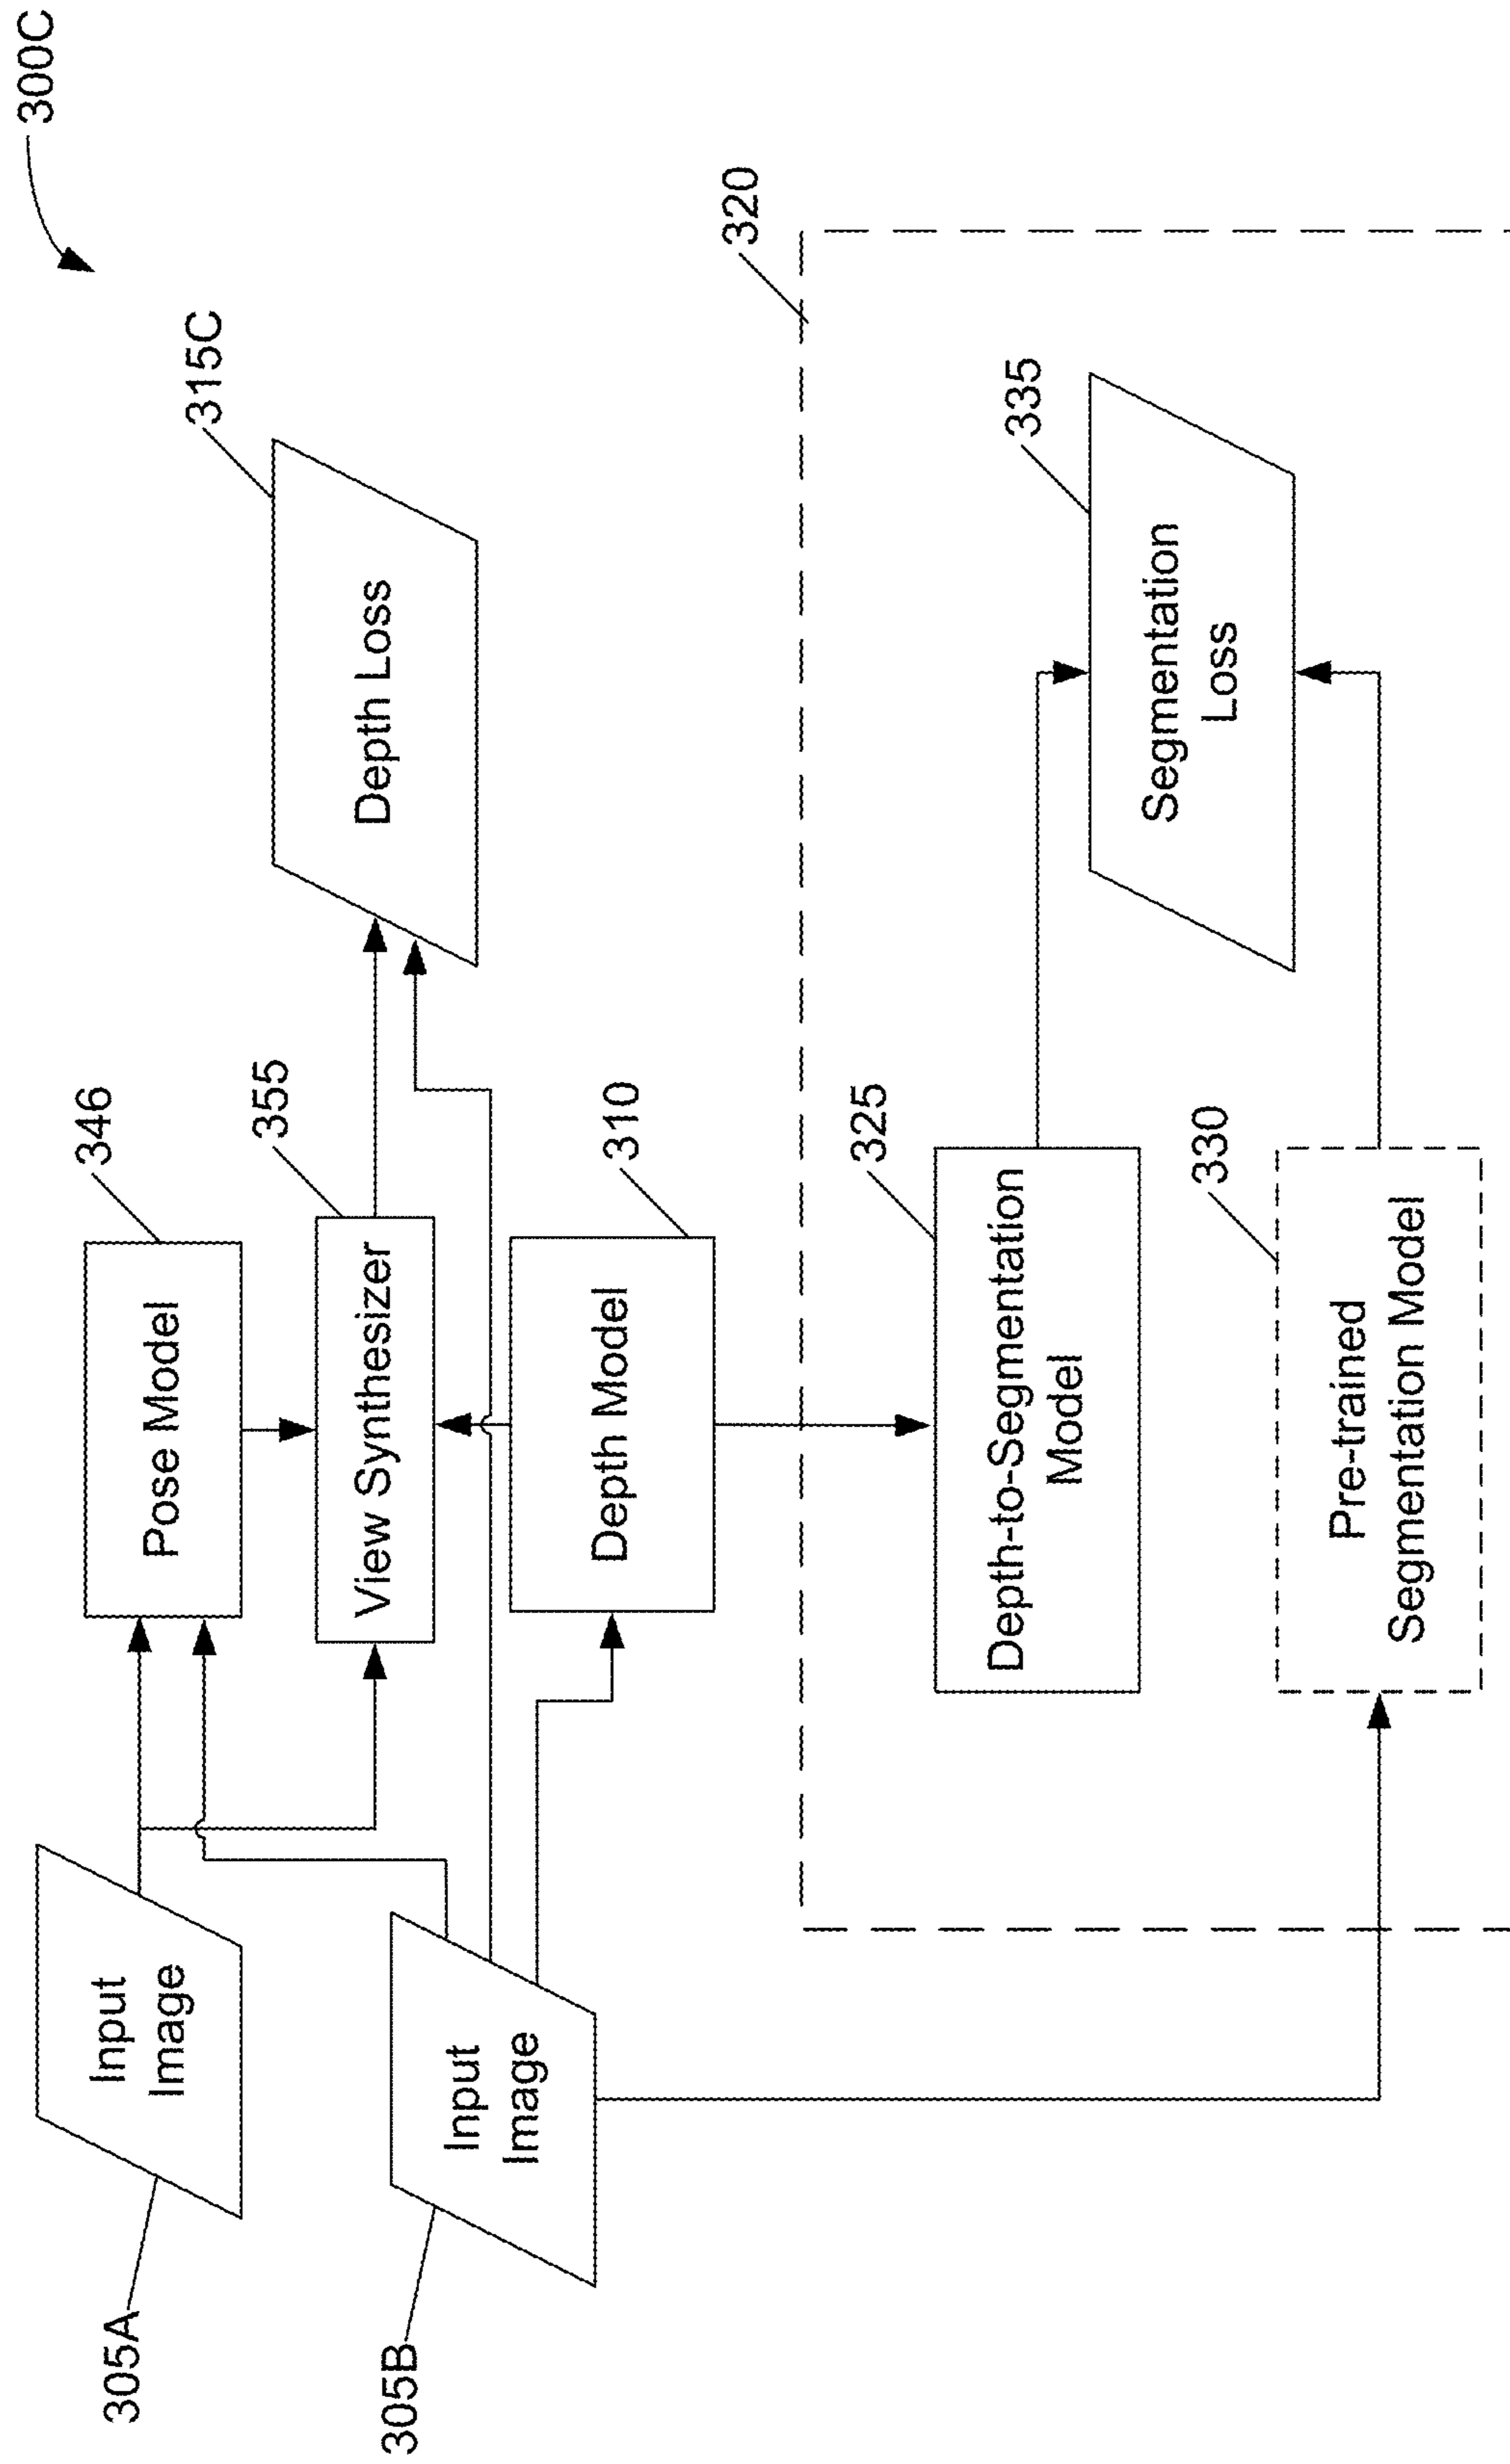 300C
305A
Input
Image
346
Pose Model
355
View Synthesizer
315C
Depth Loss
305B
Input
Image
310
Depth Model
320
325
Depth-to-Segmentation
Model
335
Segmentation
Loss
330
Pre-trained
Segmentation Model